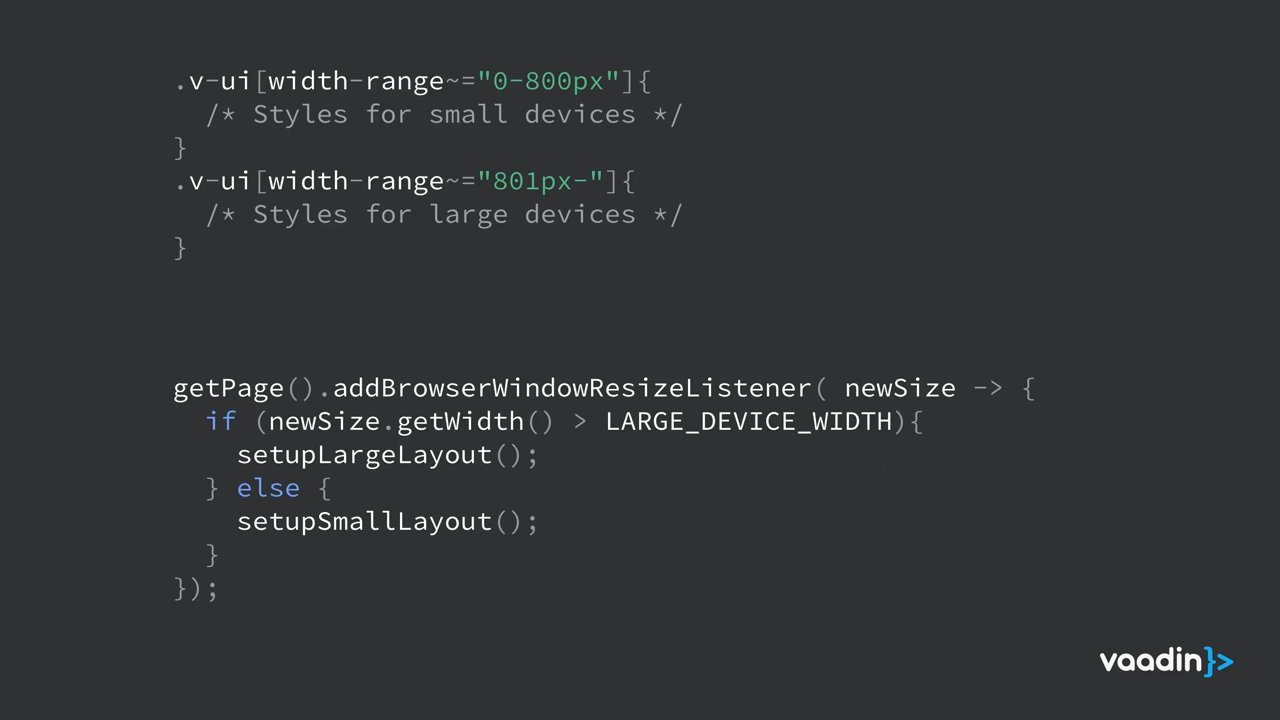 .v-ui[width-range~="0-800px"]{
  /* Styles for small devices */
}
.v-ui[width-range~="801px-"]{
  /* Styles for large devices */
}
getPage().addBrowserWindowResizeListener( newSize -> {
  if (newSize.getWidth() > LARGE_DEVICE_WIDTH){
    setupLargeLayout();
  } else {
    setupSmallLayout();
  }
});
vaadin}>